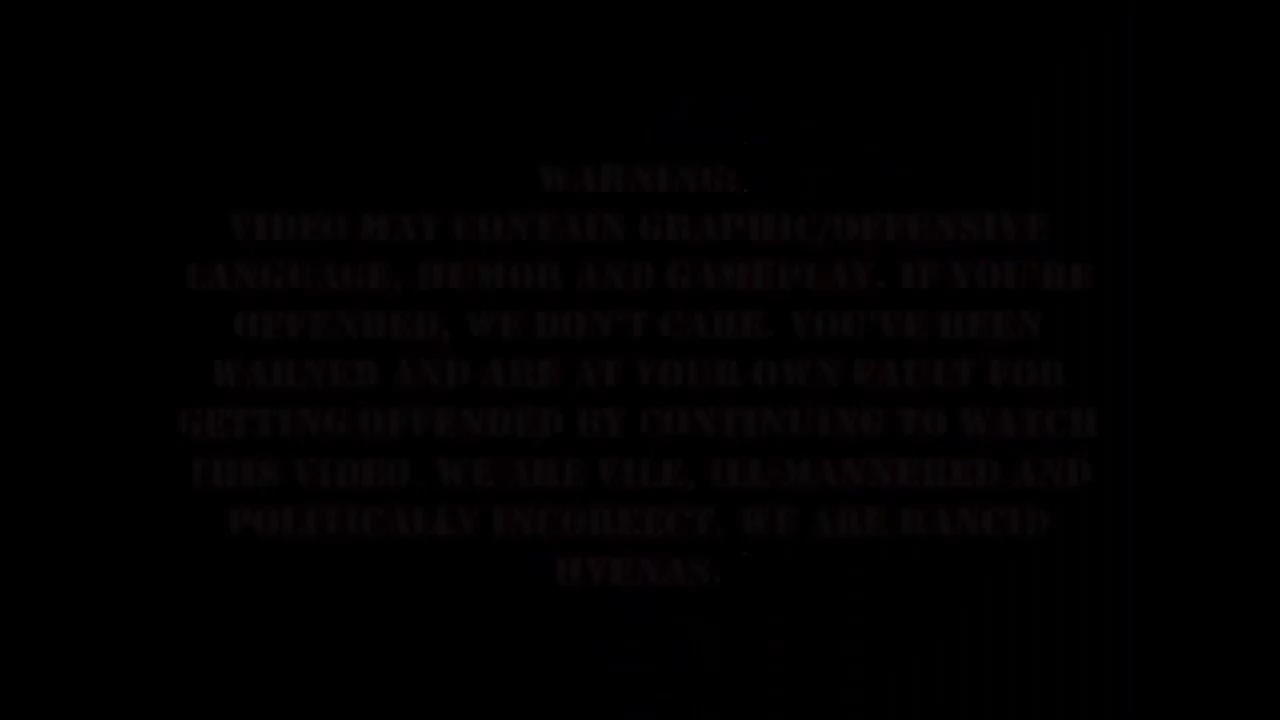 WARNING:
VIDEO MAY CONTAIN GRAPHIC/OFFENSIVE
LANGUAGE, HUMOR AND GAMEPLAY. IF YOU'RE
OFFENDED, WE DON'T CARE. YOU'VE BEEN
WARNED AND ARE AT YOUR OWN FAULT FOR
GETTING OFFENDED BY CONTINUING TO WATCH
THIS VIDEO. WE ARE VILE, ILL-MANNERED AND
POLITICALLY INCORRECT. WE ARE RANCID
HYENAS.